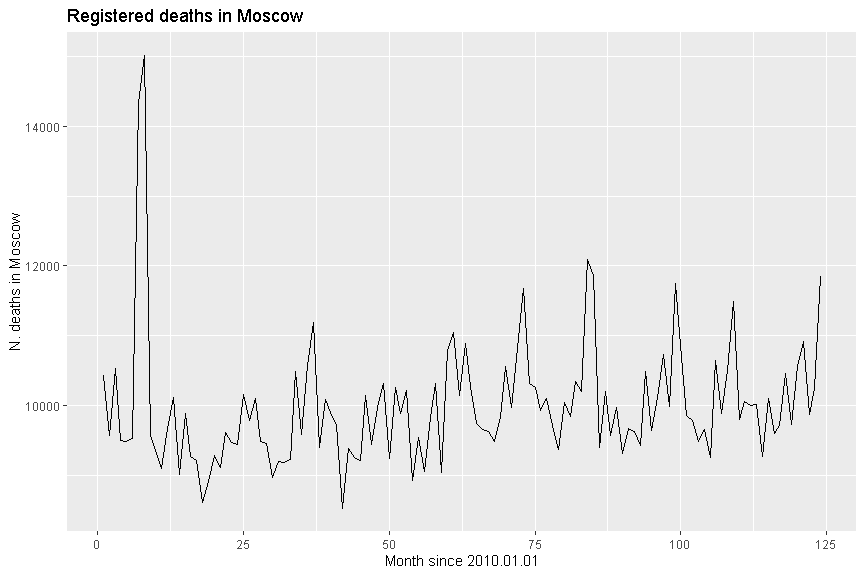 Registered deaths in Moscow
N. deaths in Moscow
14000
12000
10000
0 25 50 75 100 125
Month since 2010.01.01